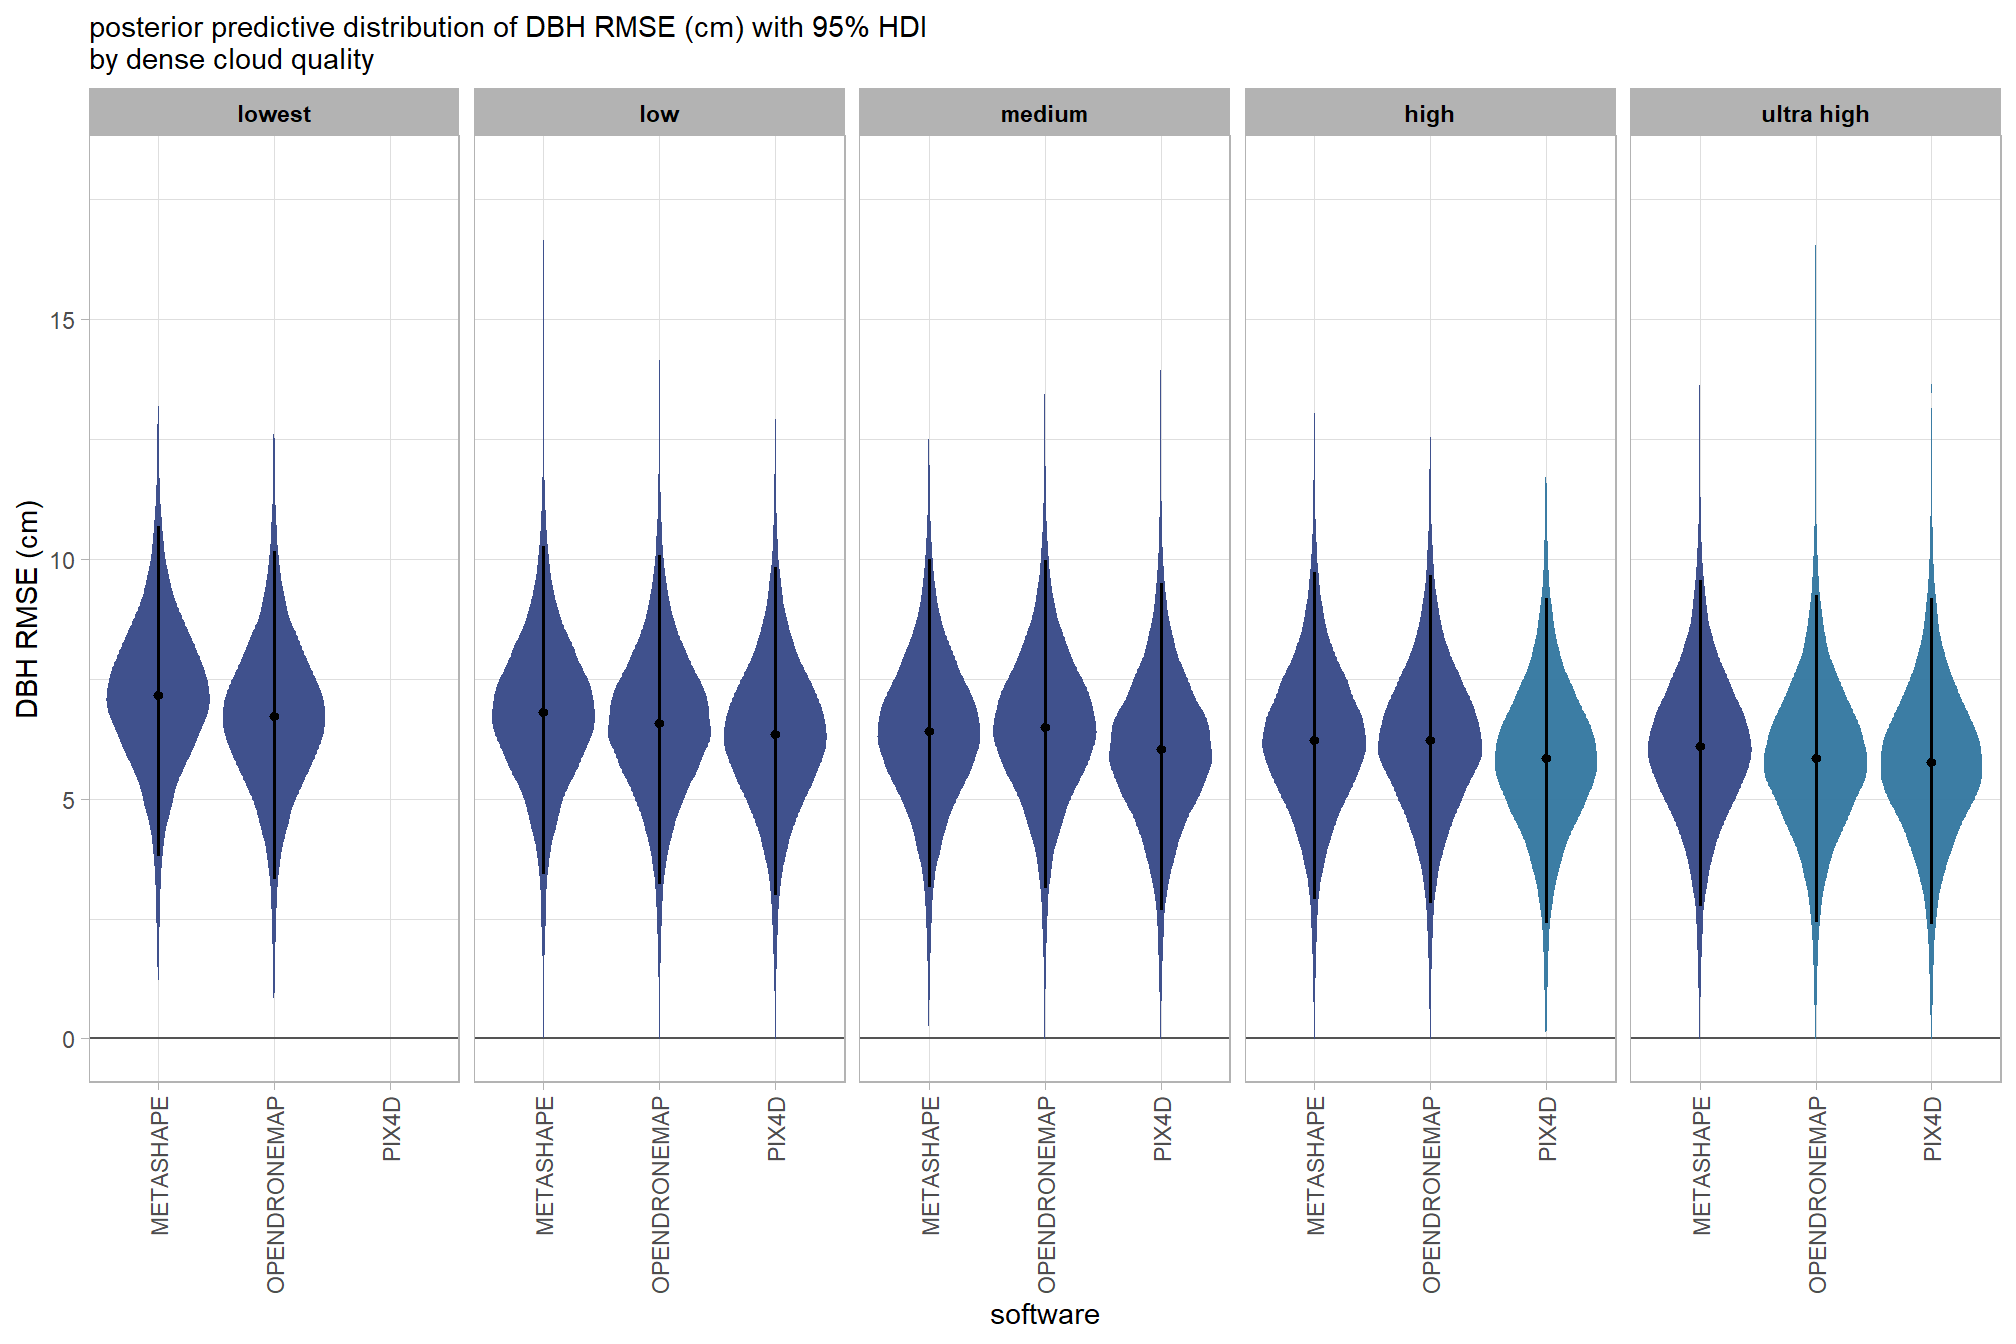 posterior predictive distribution of DBH RMSE (cm) with 95% HDI
by dense cloud quality
lowest
low
medium
high
ultra high
DBH RMSE (cm)
15
10
5
0
METASHAPE
OPENDRONEMAP
PIX4D
METASHAPE
OPENDRONEMAP
PIX4D
METASHAPE
OPENDRONEMAP
PIX4D
METASHAPE
OPENDRONEMAP
PIX4D
METASHAPE
OPENDRONEMAP
PIX4D
software